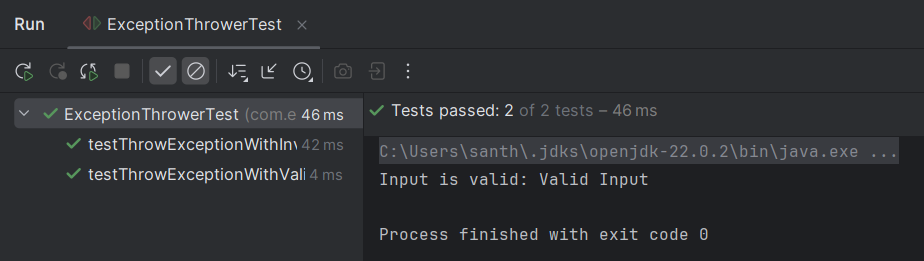 Run ExceptionThrowerTest
ExceptionThrowerTest (com.e 46 ms
testThrowExceptionWithInv 42 ms
testThrowExceptionWithVali 4 ms
Tests passed: 2 of 2 tests – 46 ms
C:\Users\santh\.jdks\openjdk-22.0.2\bin\java.exe ...
Input is valid: Valid Input
Process finished with exit code 0